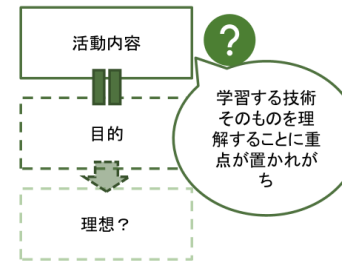 活動内容
?
学習する技術
そのものを理
解することに重
点が置かれが
ち
目的
理想？